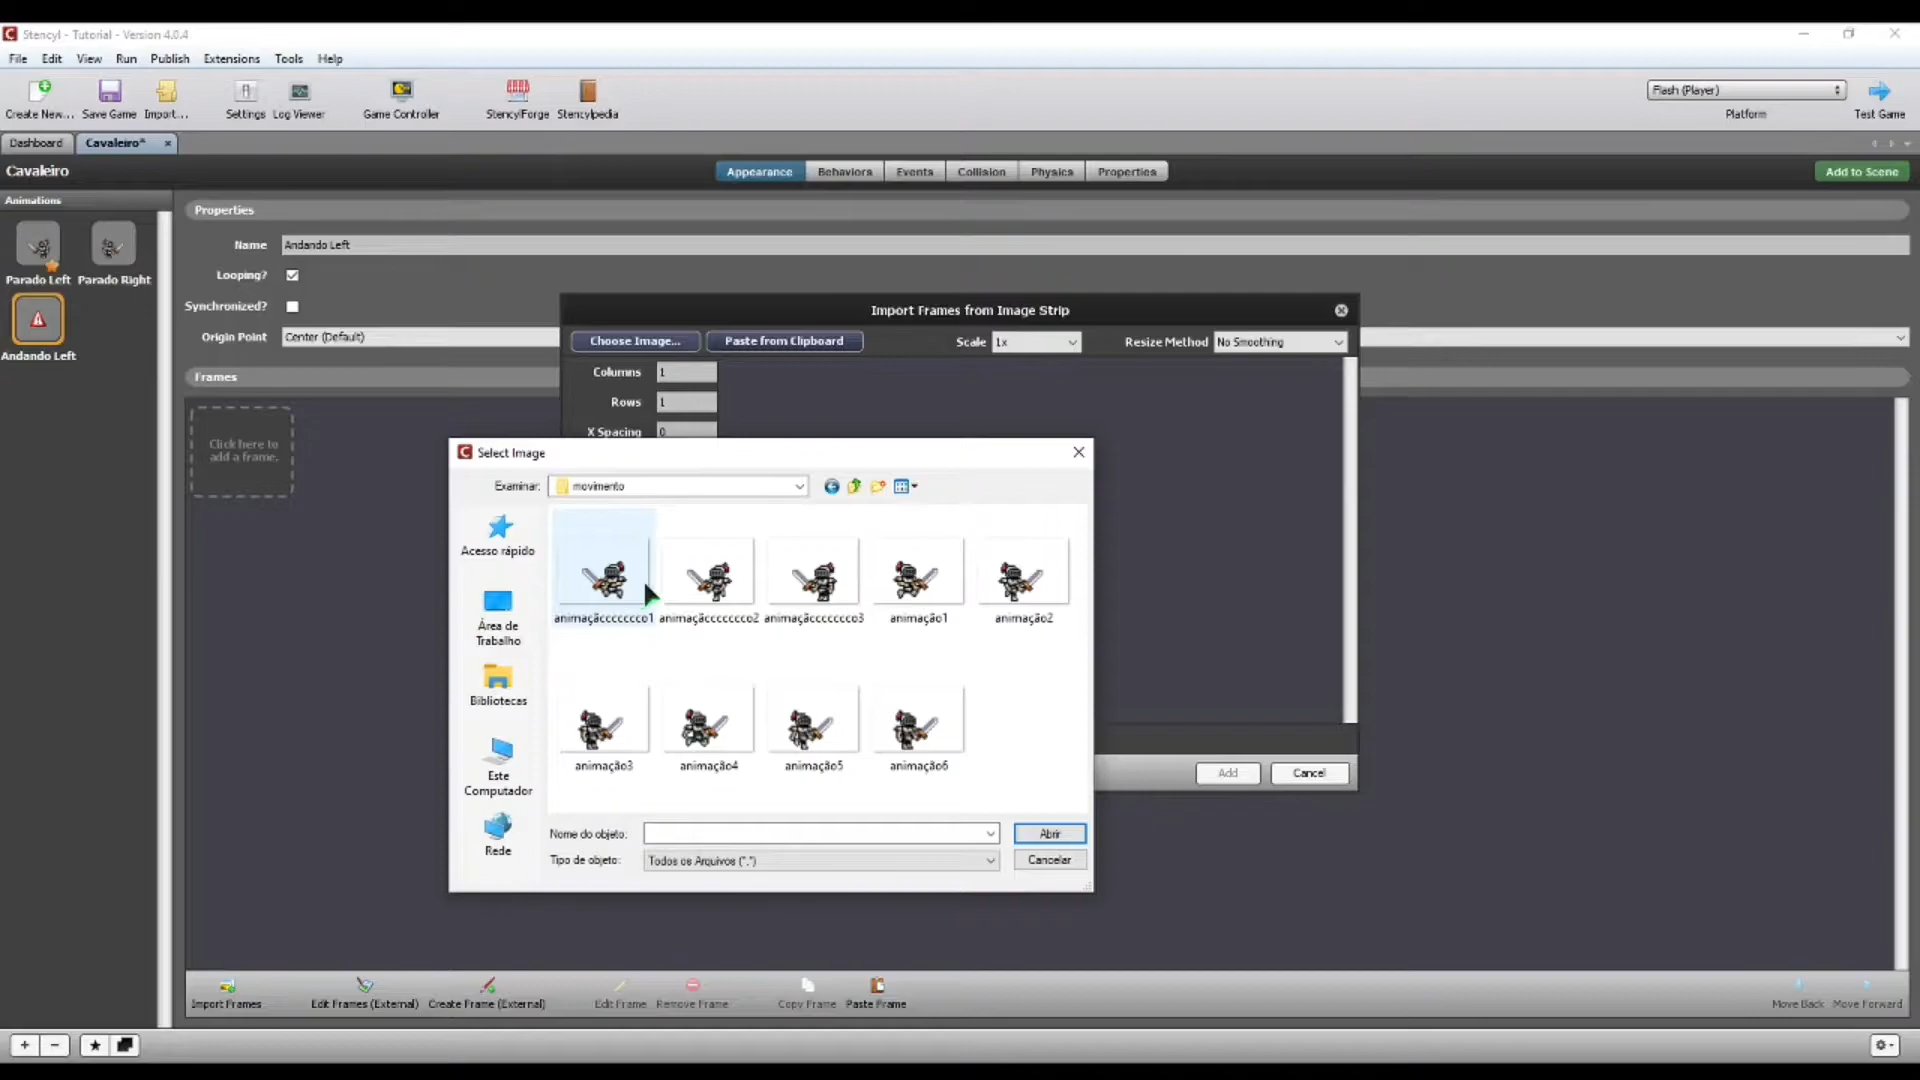 Stencyl - Tutorial - Version 4.0.4
File Edit View Run Publish Extensions Tools Help
Create New... Save Game Import... Settings Log Viewer Game Controller StencylForge Stencylpedia
Flash (Player)
Platform
Test Game
Dashboard Cavaleiro*
Cavaleiro
Appearance Behaviors Events Collision Physics Properties
Add to Scene
Animations
Parado Left Parado Right
Andando Left
Properties
Name Andando Left
Looping?
Synchronized?
Origin Point Center (Default)
Frames
Click here to
add a frame.
Import Frames from Image Strip
Choose Image... Paste from Clipboard Scale 1x Resize Method No Smoothing
Columns 1
Rows 1
X Spacing 0
Add Cancel
Select Image
Examinar: movimento
Acesso rápido
Área de
Trabalho
Bibliotecas
Este
Computador
Rede
animaçãcccccco1 animaçãcccccco2 animaçãcccccco3 animação1 animação2
animação3 animação4 animação5 animação6
Nome do objeto: Abrir
Tipo de objeto: Todos os Arquivos (*.*) Cancelar
Import Frames Edit Frames (External) Create Frame (External) Edit Frame Remove Frame Copy Frame Paste Frame Move Back Move Forward